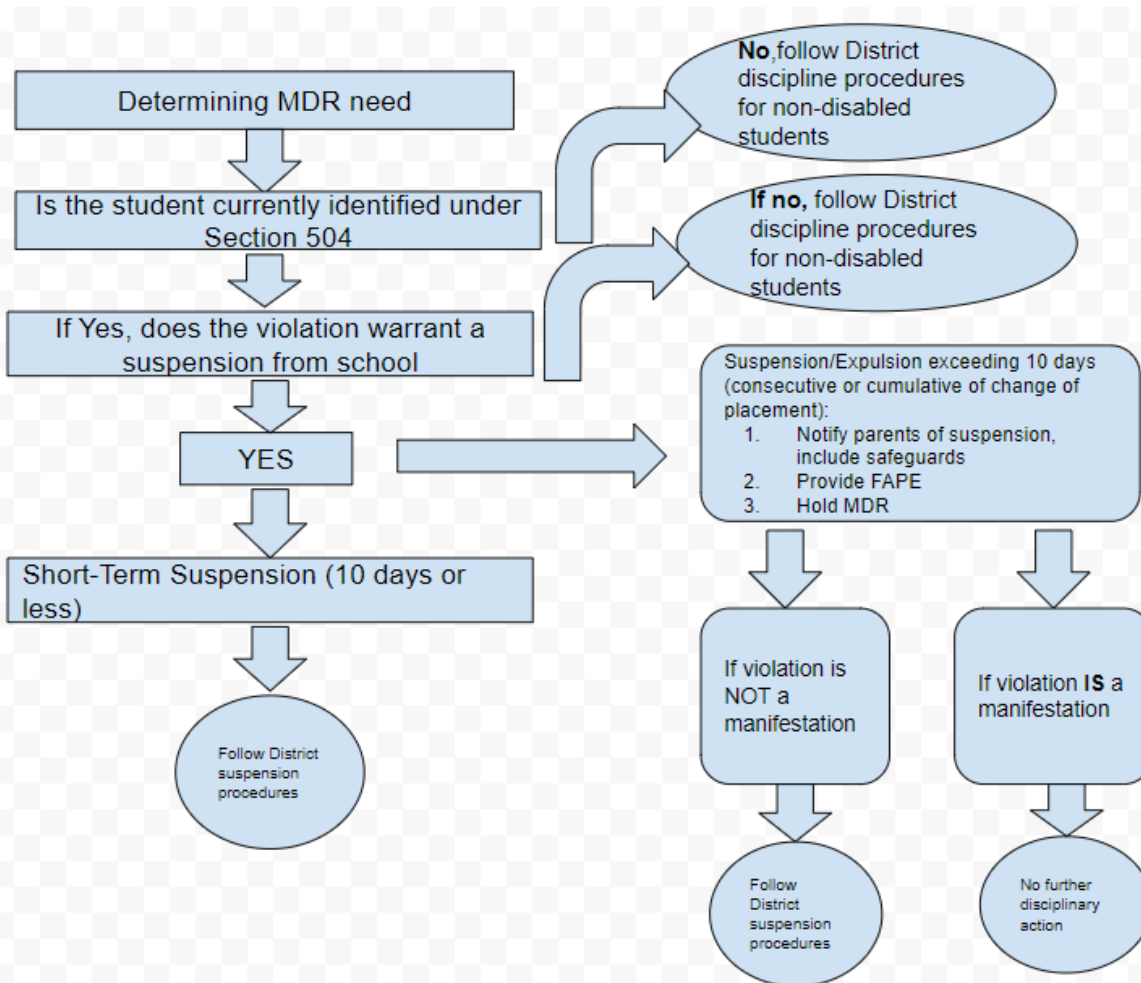 Determining MDR need
No,follow District
discipline procedures
for non-disabled
students
Is the student currently identified under
Section 504
If no, follow District
discipline procedures
for non-disabled
students
If Yes, does the violation warrant a
suspension from school
YES
Suspension/Expulsion exceeding 10 days
(consecutive or cumulative of change of
placement):
1. Notify parents of suspension,
include safeguards
2. Provide FAPE
3. Hold MDR
Short-Term Suspension (10 days or
less)
Follow District
suspension
procedures
If violation is
NOT a
manifestation
If violation IS a
manifestation
Follow
District
suspension
procedures
No further
disciplinary
action